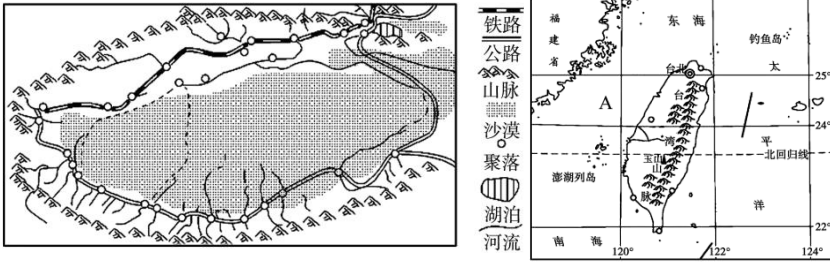 铁路
公路
山脉
沙漠
聚落
湖泊
河流
福建省
东海
钓鱼岛
台北
太平洋
25°
A
24°
台湾山脉
玉山
北回归线
澎湖列岛
22°
南海
120°
122°
124°